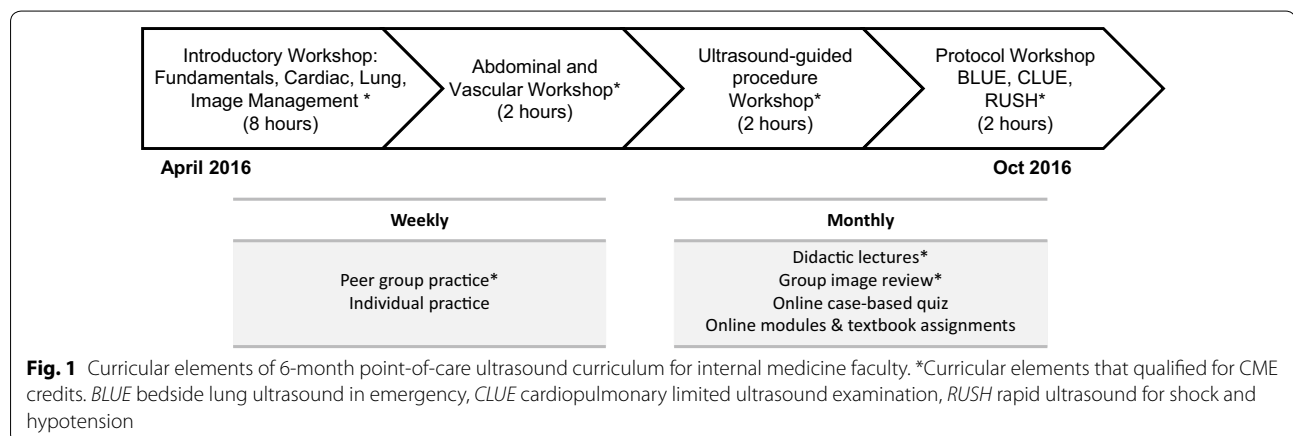 Introductory Workshop:
Fundamentals, Cardiac, Lung,
Image Management *
(8 hours)
Abdominal and
Vascular Workshop*
(2 hours)
Ultrasound-guided
procedure
Workshop*
(2 hours)
Protocol Workshop
BLUE, CLUE,
RUSH*
(2 hours)
April 2016
Oct 2016
Weekly
Peer group practice*
Individual practice
Monthly
Didactic lectures*
Group image review*
Online case-based quiz
Online modules & textbook assignments
Fig. 1 Curricular elements of 6-month point-of-care ultrasound curriculum for internal medicine faculty. *Curricular elements that qualified for CME
credits. BLUE bedside lung ultrasound in emergency, CLUE cardiopulmonary limited ultrasound examination, RUSH rapid ultrasound for shock and
hypotension